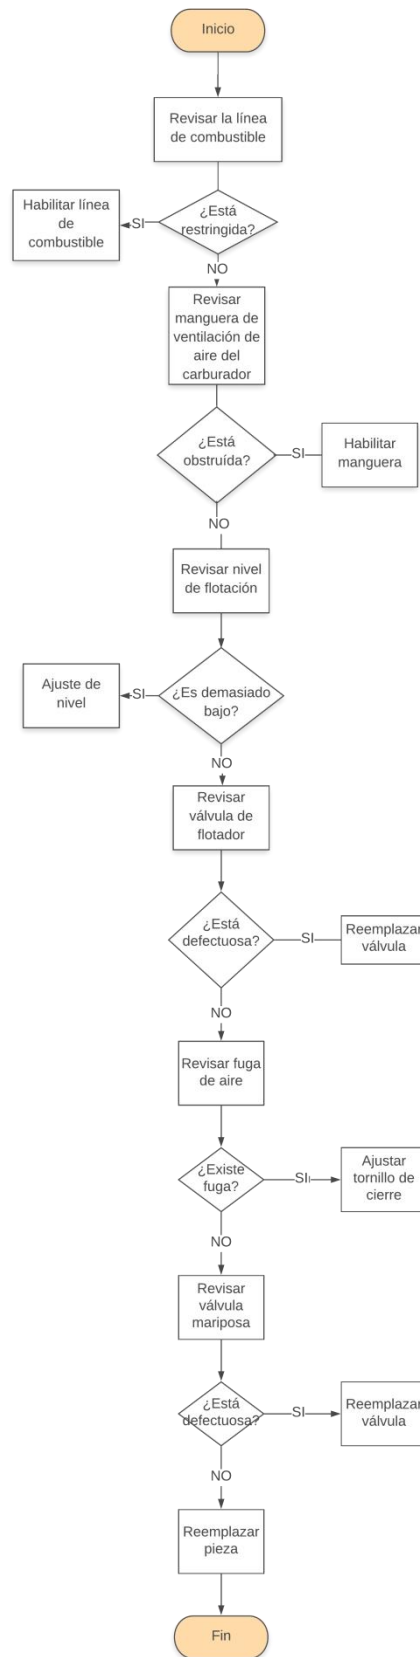 Inicio
Revisar la línea
de combustible
Habilitar línea
de
combustible
SI
¿Está
restringida?
NO
Revisar
manguera de
ventilación de
aire del
carburador
¿Está
obstruída?
SI
Habilitar
manguera
NO
Revisar nivel
de flotación
Ajuste de
nivel
SI
¿Es demasiado
bajo?
NO
Revisar
válvula de
flotador
¿Está
defectuosa?
SI
Reemplazar
válvula
NO
Revisar fuga
de aire
¿Existe
fuga?
SI
Ajustar
tornillo de
cierre
NO
Revisar
válvula
mariposa
¿Está
defectuosa?
SI
Reemplazar
válvula
NO
Reemplazar
pieza
Fin